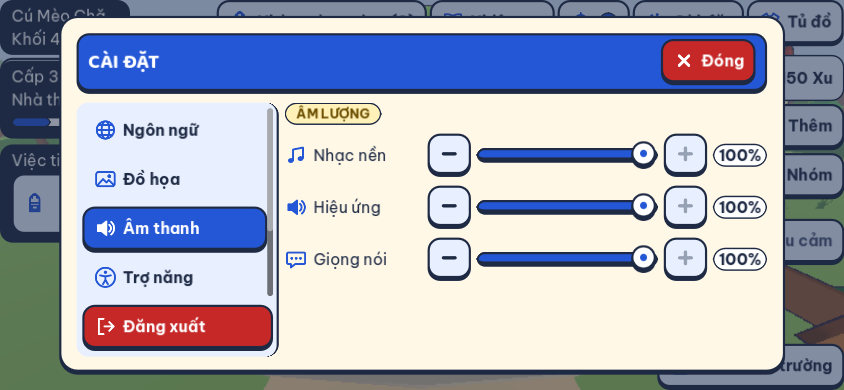 Cú Mèo Chă
Khối 4
Cấp 3
Nhà th
Việc ti
Tủ đồ
50 Xu
Thêm
Nhóm
u cảm
trường
CÀI ĐẶT
Đóng
Ngôn ngữ
Đồ họa
Âm thanh
Trợ năng
Đăng xuất
ÂM LƯỢNG
Nhạc nền
100%
Hiệu ứng
100%
Giọng nói
100%